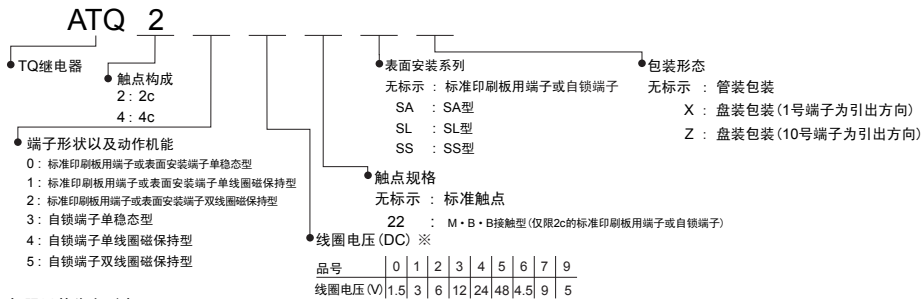 ATQ 2
TQ继电器
触点构成
2：2c
4：4c
端子形状以及动作机能
0：标准印刷板用端子或表面安装端子单稳态型
1：标准印刷板用端子或表面安装端子单线圈磁保持型
2：标准印刷板用端子或表面安装端子双线圈磁保持型
3：自锁端子单稳态型
4：自锁端子单线圈磁保持型
5：自锁端子双线圈磁保持型
线圈电压(DC) ※
品号 0 1 2 3 4 5 6 7 9
线圈电压(V) 1.5 3 6 12 24 48 4.5 9 5
触点规格
无标示：标准触点
22：M・B・B接触型(仅限2c的标准印刷板用端子或自锁端子)
表面安装系列
无标示：标准印刷板用端子或自锁端子
SA：SA型
SL：SL型
SS：SS型
包装形态
无标示：管装包装
X：盘装包装(1号端子为引出方向)
Z：盘装包装(10号端子为引出方向)